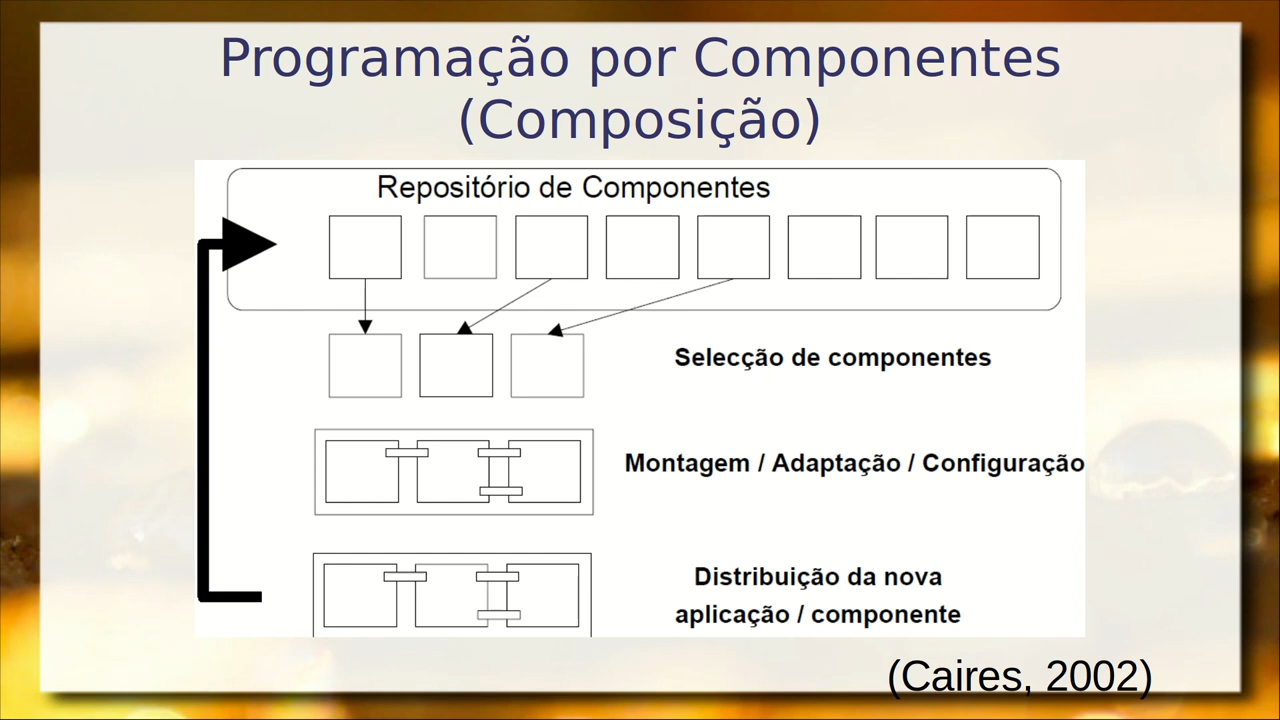 Programação por Componentes
(Composição)
Repositório de Componentes
Selecção de componentes
Montagem / Adaptação / Configuração
Distribuição da nova
aplicação / componente
(Caires, 2002)